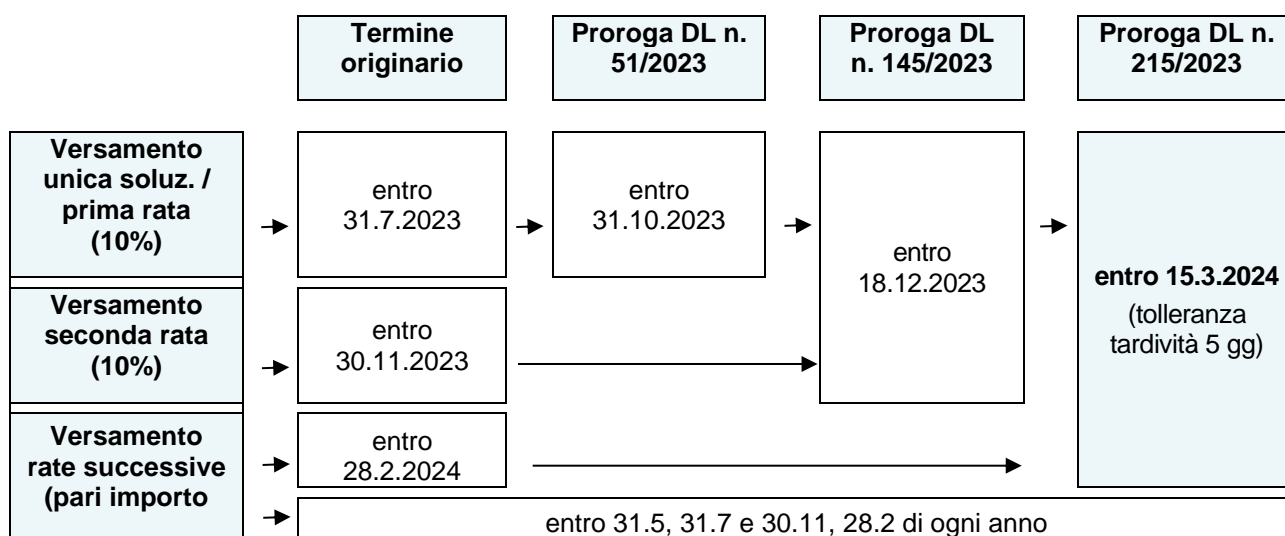 Termine
originario
Proroga DL n.
51/2023
Proroga DL
n. 145/2023
Proroga DL n.
215/2023
Versamento
unica soluz. /
prima rata
(10%)
entro
31.7.2023
entro
31.10.2023
entro
18.12.2023
entro 15.3.2024
(tolleranza
tardività 5 gg)
Versamento
seconda rata
(10%)
entro
30.11.2023
Versamento
rate successive
(pari importo
entro
28.2.2024
entro 31.5, 31.7 e 30.11, 28.2 di ogni anno